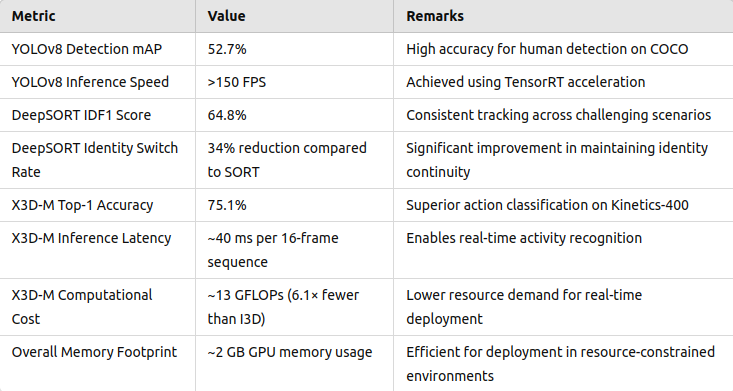 Metric Value Remarks
YOLOv8 Detection mAP 52.7% High accuracy for human detection on COCO
YOLOv8 Inference Speed >150 FPS Achieved using TensorRT acceleration
DeepSORT IDF1 Score 64.8% Consistent tracking across challenging scenarios
DeepSORT Identity Switch 34% reduction compared Significant improvement in maintaining identity
Rate to SORT continuity
X3D-M Top-1 Accuracy 75.1% Superior action classification on Kinetics-400
X3D-M Inference Latency ~40 ms per 16-frame Enables real-time activity recognition
sequence
X3D-M Computational ~13 GFLOPs (6.1× fewer Lower resource demand for real-time
Cost than I3D) deployment
Overall Memory Footprint ~2 GB GPU memory usage Efficient for deployment in resource-constrained
environments